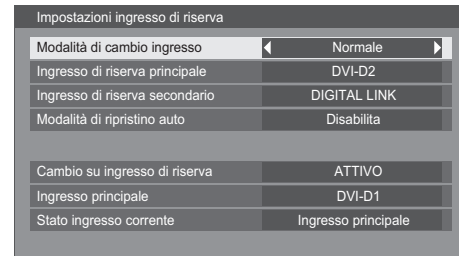 Impostazioni ingresso di riserva
Modalità di cambio ingresso Normale
Ingresso di riserva principale DVI-D2
Ingresso di riserva secondario DIGITAL LINK
Modalità di ripristino auto Disabilita
Cambio su ingresso di riserva ATTIVO
Ingresso principale DVI-D1
Stato ingresso corrente Ingresso principale